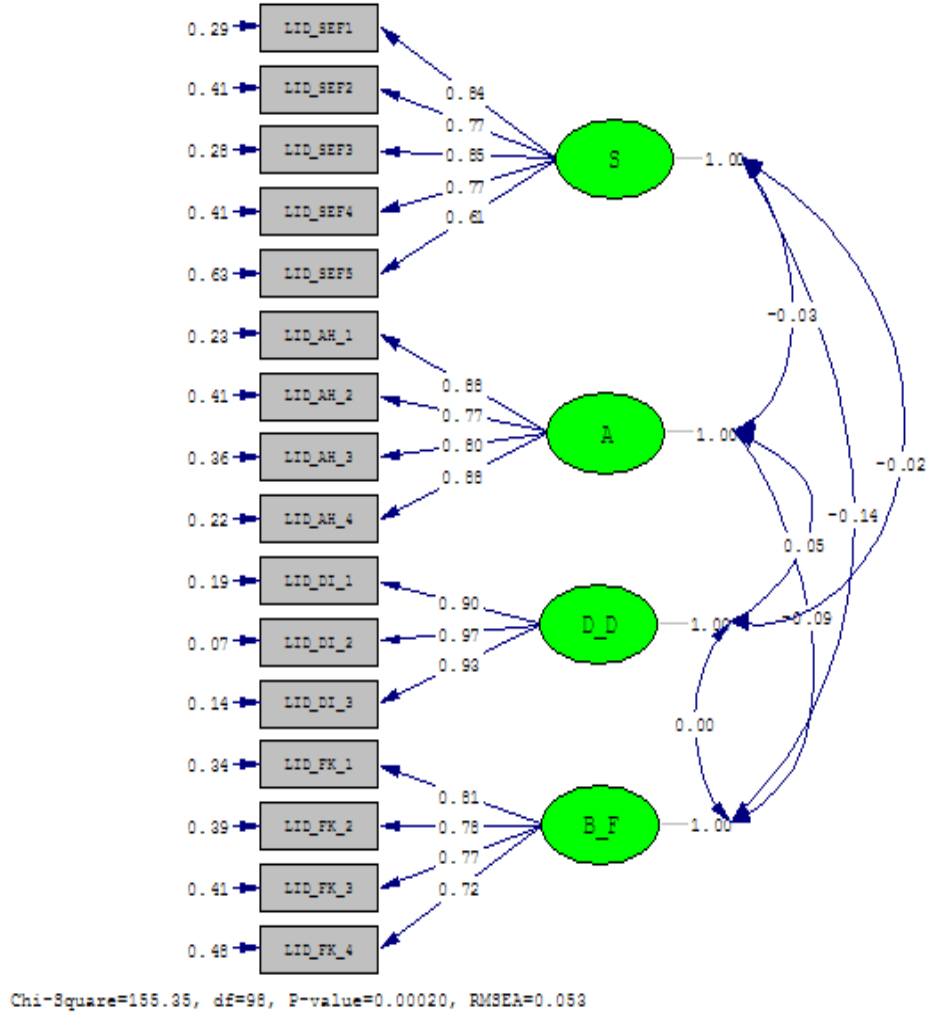 0.29 LID_SEF1
0.84
0.41 LID_SEF2
0.77
0.28 LID_SEF3
0.85
S 1.00
0.77
0.41 LID_SEF4
0.61
0.63 LID_SEF5
0.23 LID_AH_1
-0.03
0.88
0.41 LID_AH_2
0.77
A 1.00
0.80
0.36 LID_AH_3
-0.02
0.88
0.22 LID_AH_4
-0.14
0.05
0.19 LID_DI_1
0.90
-0.09
D_D 1.00
0.07 LID_DI_2
0.97
0.93
0.14 LID_DI_3
0.00
0.34 LID_FK_1
0.81
0.39 LID_FK_2
0.78
B_F 1.00
0.77
0.41 LID_FK_3
0.72
0.48 LID_FK_4
Chi-Square=155.35, df=98, P-value=0.00020, RMSEA=0.053